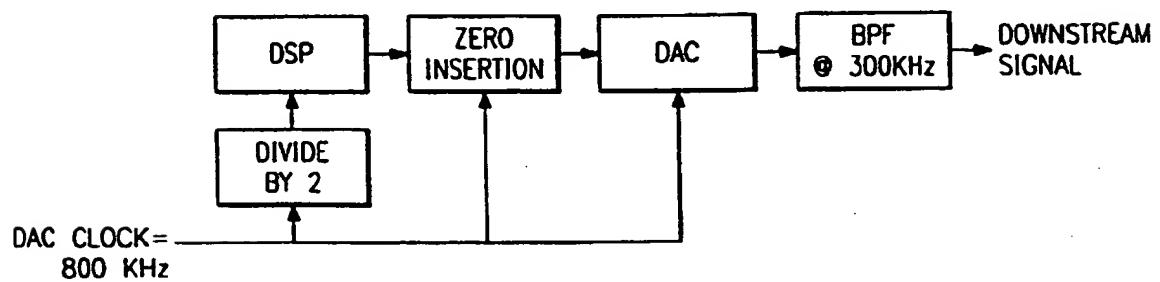 DSP
ZERO
INSERTION
DAC
BPF
@ 300KHz
DOWNSTREAM
SIGNAL
DIVIDE
BY 2
DAC CLOCK=
800 KHz